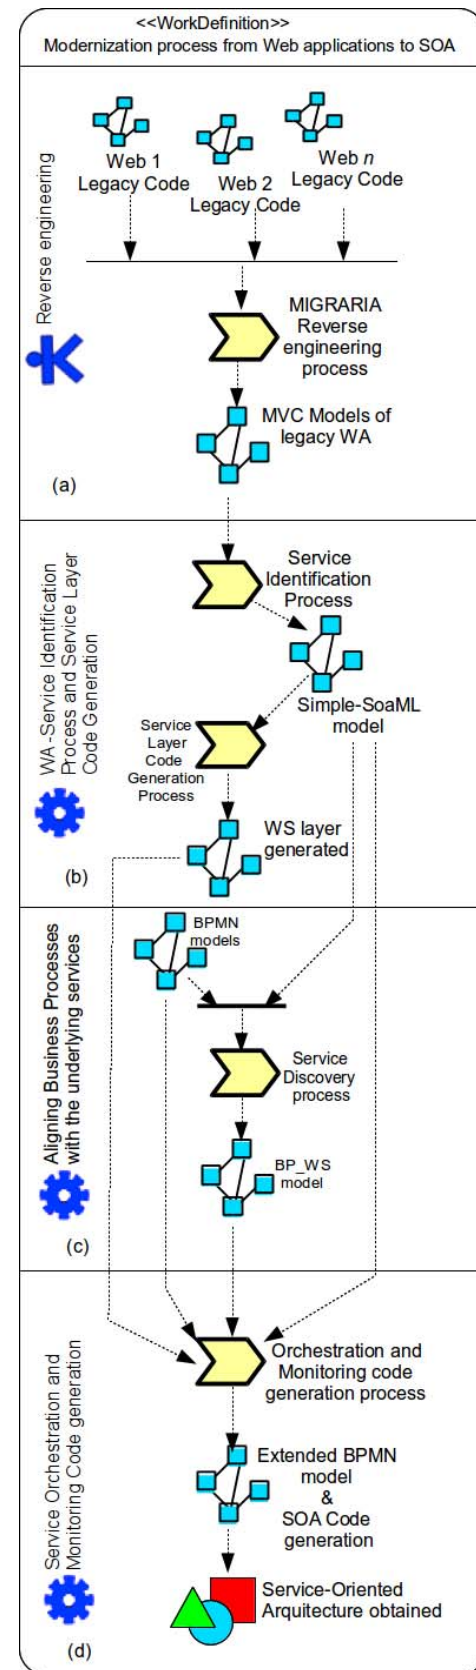 <<WorkDefinition>>
Modernization process from Web applications to SOA
Reverse engineering
Web 1
Legacy Code
Web 2
Legacy Code
Web n
Legacy Code
MIGRARIA
Reverse
engineering
process
MVC Models of
legacy WA
(a)
WA -Service Identification
Process and Service Layer
Code Generation
Service
Identification
Process
Simple-SoaML
model
Service
Layer
Code
Generation
Process
WS layer
generated
(b)
Aligning Business Processes
with the underlying services
BPMN
models
Service
Discovery
process
BP_WS
model
(c)
Service Orchestration and
Monitoring Code generation
Orchestration and
Monitoring code
generation process
Extended BPMN
model
&
SOA Code
generation
Service-Oriented
Arquitecture obtained
(d)